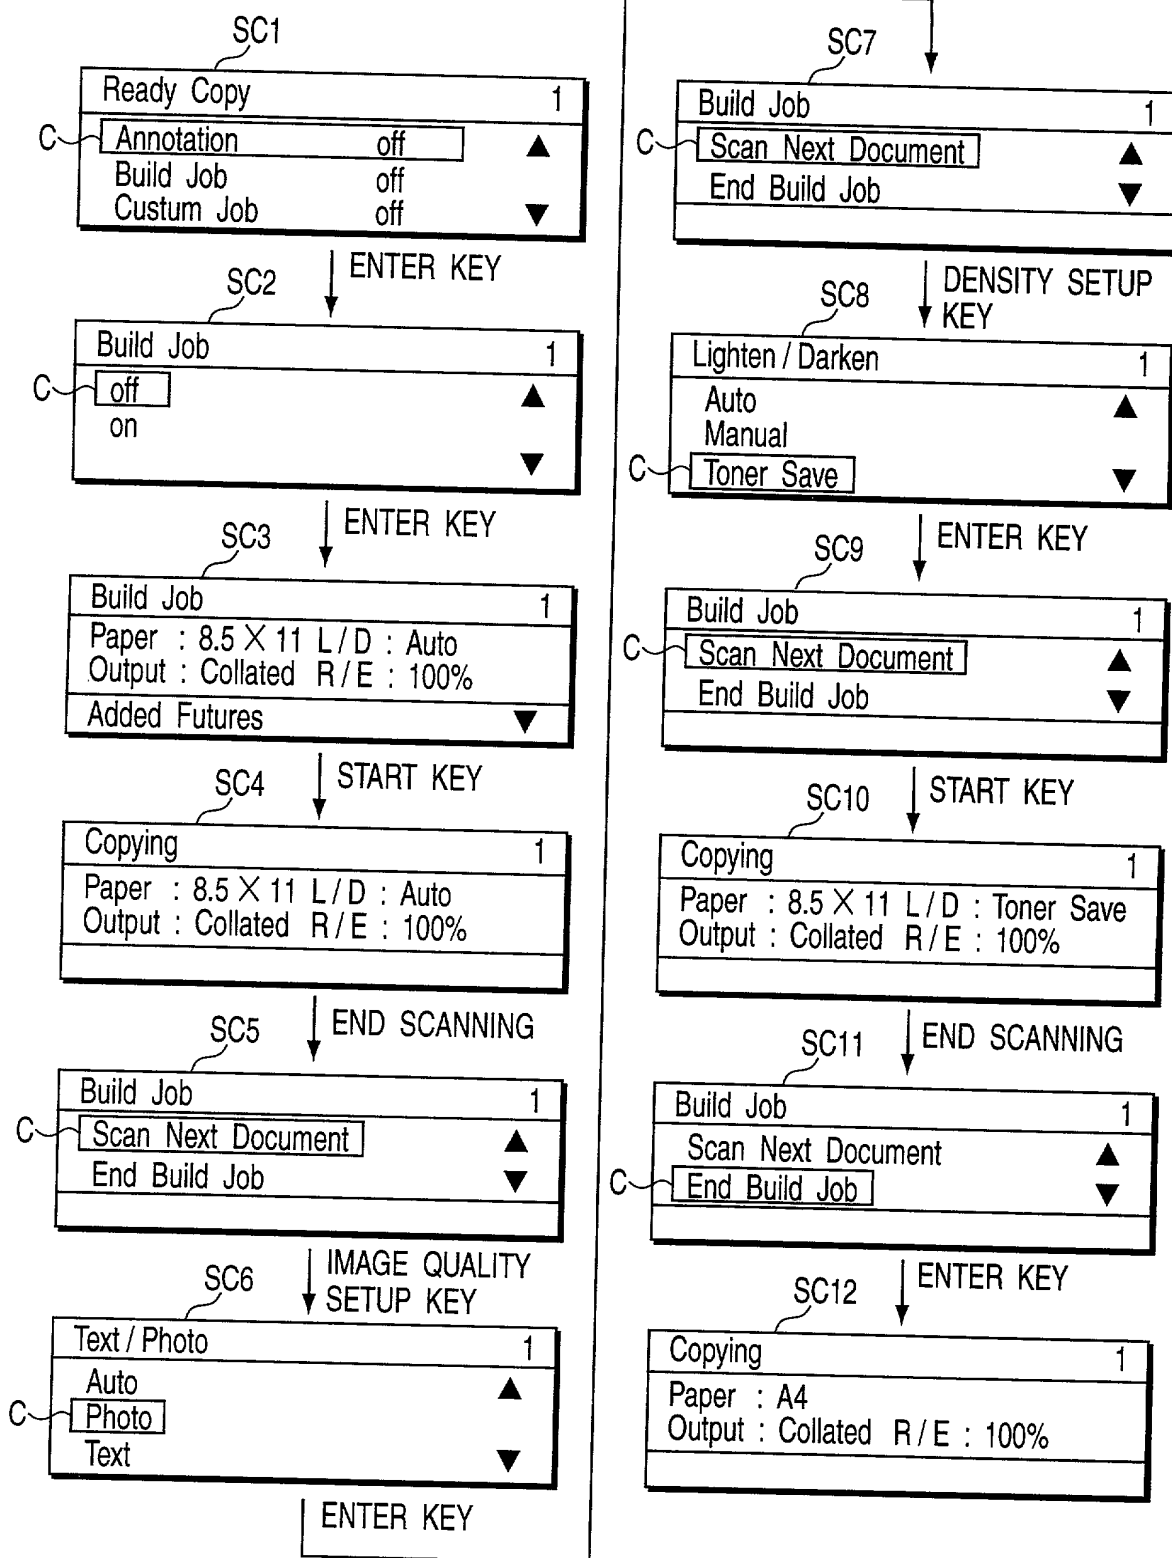 SC1
Ready Copy 1
C Annotation off ▲
Build Job off
Custum Job off ▼
ENTER KEY
SC2
Build Job 1
C off ▲
on
▼
ENTER KEY
SC3
Build Job 1
Paper : 8.5 X 11 L / D : Auto
Output : Collated R / E : 100%
Added Futures ▼
START KEY
SC4
Copying 1
Paper : 8.5 X 11 L / D : Auto
Output : Collated R / E : 100%
END SCANNING
SC5
Build Job 1
C Scan Next Document ▲
End Build Job ▼
IMAGE QUALITY
SETUP KEY
SC6
Text / Photo 1
Auto ▲
C Photo
Text ▼
ENTER KEY
SC7
Build Job 1
C Scan Next Document ▲
End Build Job ▼
DENSITY SETUP
KEY
SC8
Lighten / Darken 1
Auto ▲
Manual
C Toner Save ▼
ENTER KEY
SC9
Build Job 1
C Scan Next Document ▲
End Build Job ▼
START KEY
SC10
Copying 1
Paper : 8.5 X 11 L / D : Toner Save
Output : Collated R / E : 100%
END SCANNING
SC11
Build Job 1
Scan Next Document ▲
C End Build Job ▼
ENTER KEY
SC12
Copying 1
Paper : A4
Output : Collated R / E : 100%